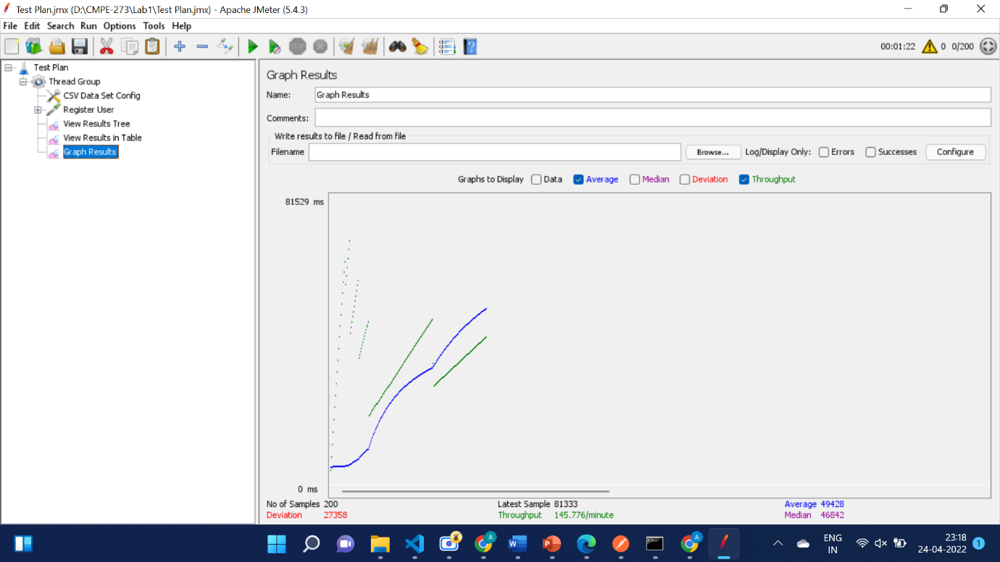 Test Plan.jmx (D:\CMPE-273\Lab1\Test Plan.jmx) - Apache JMeter (5.4.3)
File Edit Search Run Options Tools Help
STOP
00:01:22 0 0/200
Test Plan
Thread Group
CSV Data Set Config
Register User
View Results Tree
View Results in Table
Graph Results
Graph Results
Name: Graph Results
Comments:
Write results to file / Read from file
Filename Browse... Log/Display Only: Errors Successes Configure
Graphs to Display Data Average Median Deviation Throughput
81529 ms
0 ms
No of Samples 200 Latest Sample 81333 Average 49428
Deviation 27358 Throughput 145.776/minute Median 46842
A W P A
ENG
IN
23:18
24-04-2022
1